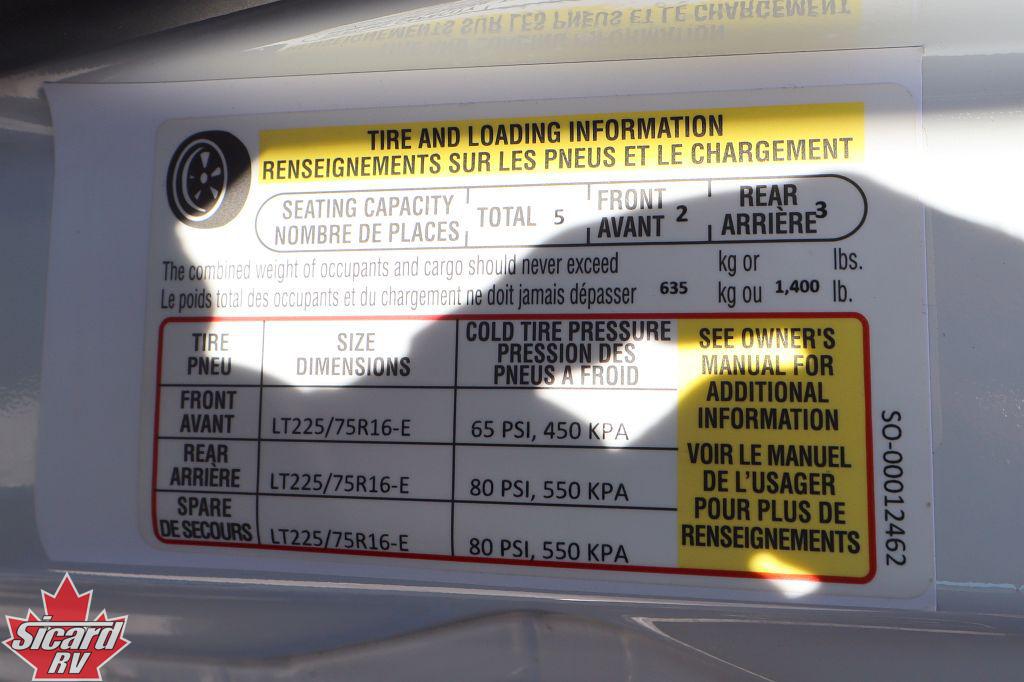 TIRE AND LOADING INFORMATION
RENSEIGNEMENTS SUR LES PNEUS ET LE CHARGEMENT
SEATING CAPACITY
NOMBRE DE PLACES
TOTAL 5
FRONT
AVANT 2
REAR
ARRIÈRE 3
The combined weight of occupants and cargo should never exceed kg or lbs.
Le poids total des occupants et du chargement ne doit jamais dépasser 635 kg ou 1,400 lb.
TIRE
PNEU
SIZE
DIMENSIONS
COLD TIRE PRESSURE
PRESSION DES
PNEUS A FROID
FRONT
AVANT
LT225/75R16-E
65 PSI, 450 KPA
REAR
ARRIÈRE
LT225/75R16-E
80 PSI, 550 KPA
SPARE
DE SECOURS
LT225/75R16-E
80 PSI, 550 KPA
SEE OWNER'S
MANUAL FOR
ADDITIONAL
INFORMATION
VOIR LE MANUEL
DE L'USAGER
POUR PLUS DE
RENSEIGNEMENTS
SO-00012462
Sicard
RV